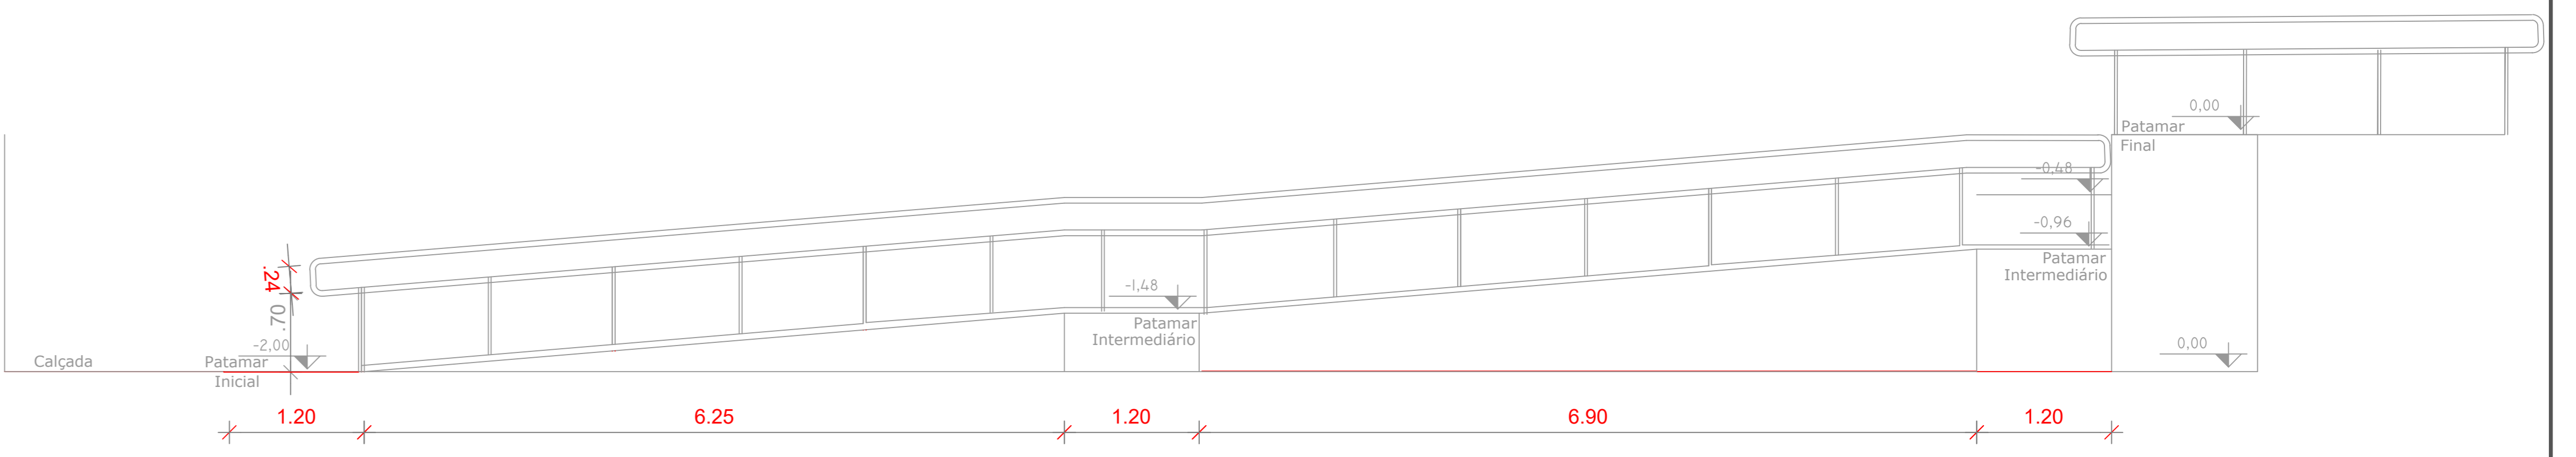 0,00
Patamar
Final
-0,48
-0,96
Patamar
Intermediário
.24
.70
-1,48
Patamar
Intermediário
-2,00
0,00
Calçada
Patamar
Inicial
1.20
6.25
1.20
6.90
1.20